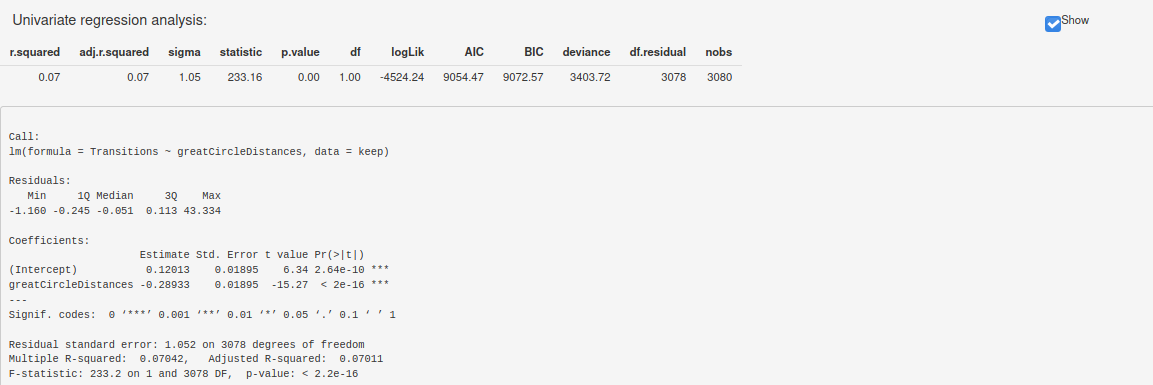 Univariate regression analysis:
Show
r.squared adj.r.squared sigma statistic p.value df logLik AIC BIC deviance df.residual nobs
0.07 0.07 1.05 233.16 0.00 1.00 -4524.24 9054.47 9072.57 3403.72 3078 3080
Call:
lm(formula = Transitions ~ greatCircleDistances, data = keep)
Residuals:
Min 1Q Median 3Q Max
-1.160 -0.245 -0.051 0.113 43.334
Coefficients:
Estimate Std. Error t value Pr(>|t|)
(Intercept) 0.12013 0.01895 6.34 2.64e-10 ***
greatCircleDistances -0.28933 0.01895 -15.27 < 2e-16 ***
---
Signif. codes: 0 ‘***’ 0.001 ‘**’ 0.01 ‘*’ 0.05 ‘.’ 0.1 ‘ ’ 1
Residual standard error: 1.052 on 3078 degrees of freedom
Multiple R-squared: 0.07042, Adjusted R-squared: 0.07011
F-statistic: 233.2 on 1 and 3078 DF, p-value: < 2.2e-16